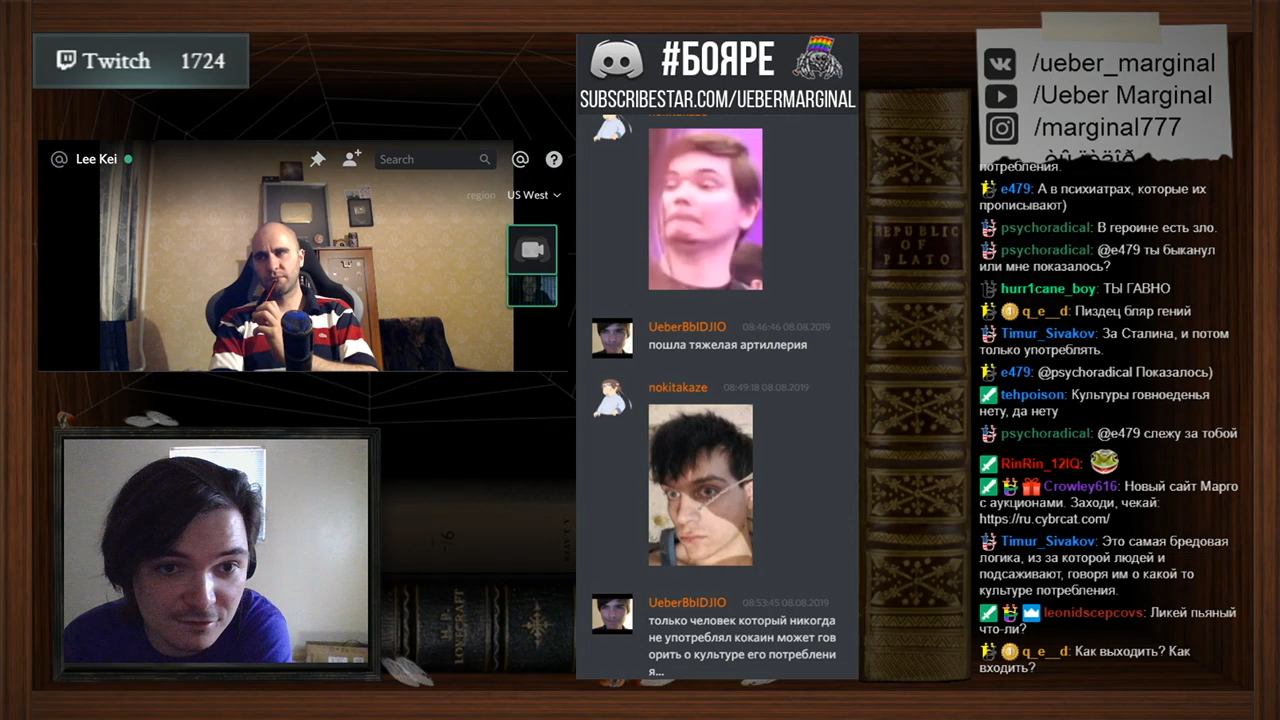 Twitch 1724
Lee Kei
Search
region US West
#БОЯРЕ
SUBSCRIBESTAR.COM/UEBERMARGINAL
nokitakaze
UeberBbIDJIO 08:46:46 08.08.2019
пошла тяжелая артиллерия
nokitakaze 08:49:18 08.08.2019
UeberBbIDJIO 08:53:45 08.08.2019
только человек который никогда
не употреблял кокаин может гов
орить о культуре его потреблени
я...
REPUBLIC
OF
PLATO
H.P.
LOVECRAFT
/ueber_marginal
/Ueber Marginal
/marginal777
потребления.
e479: А в психиатрах, которые их
прописывают)
psychoradical: В героине есть зло.
psychoradical: @e479 ты быканул
или мне показалось?
hurr1cane_boy: ТЫ ГАВНО
q_e__d: Пиздец бляр гений
Timur_Sivakov: За Сталина, и потом
только употреблять.
e479: @psychoradical Показалось)
tehpoison: Культуры говноеденья
нету, да нету
psychoradical: @e479 слежу за тобой
RinRin_12IQ:
Crowley616: Новый сайт Марго
с аукционами. Заходи, чекай:
https://ru.cybrcat.com/
Timur_Sivakov: Это самая бредовая
логика, из за которой людей и
подсаживают, говоря им о какой то
культуре потребления.
leonidscepcovs: Ликей пьяный
что-ли?
q_e__d: Как выходить? Как
входить?